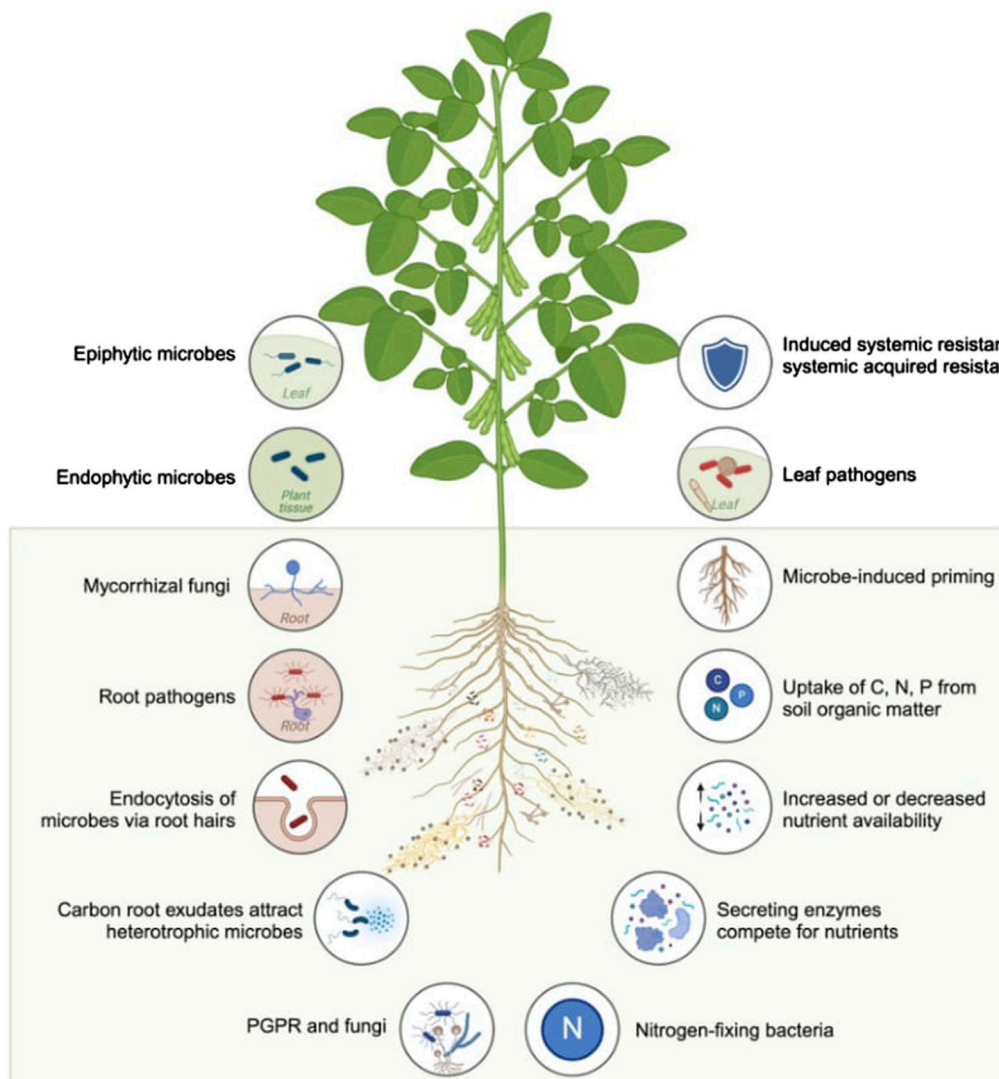 Epiphytic microbes
Leaf
Endophytic microbes
Plant
tissue
Mycorrhizal fungi
Root
Root pathogens
Root
Endocytosis of
microbes via root hairs
Carbon root exudates attract
heterotrophic microbes
PGPR and fungi
Induced systemic resistan
systemic acquired resista
Leaf pathogens
Leaf
Microbe-induced priming
C
P
N
Uptake of C, N, P from
soil organic matter
Increased or decreased
nutrient availability
Secreting enzymes
compete for nutrients
N
Nitrogen-fixing bacteria